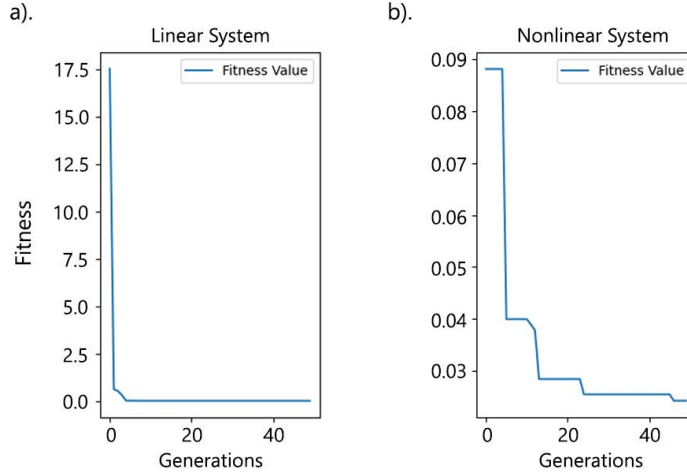 a).
Linear System
Fitness Value
17.5
15.0
12.5
10.0
7.5
5.0
2.5
0.0
Fitness
0
20
40
Generations
b).
Nonlinear System
Fitness Value
0.09
0.08
0.07
0.06
0.05
0.04
0.03
0
20
40
Generations